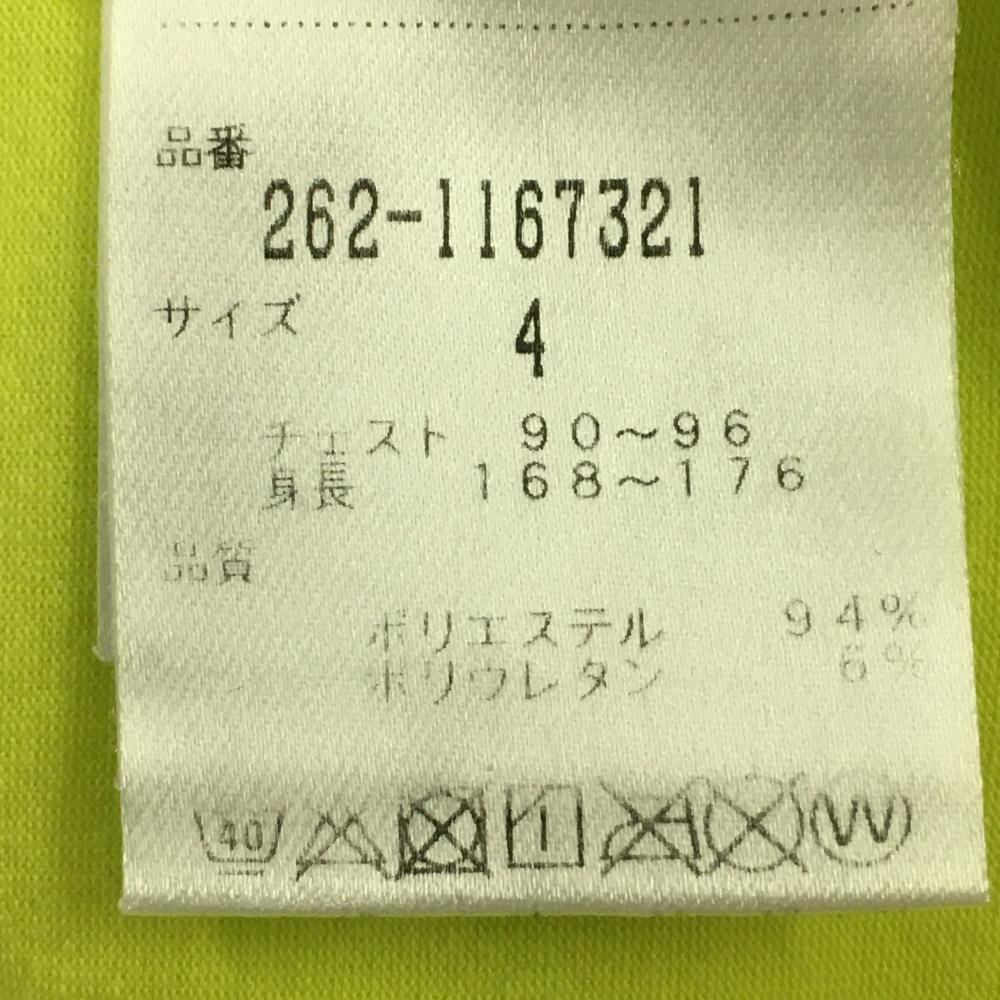 品番
262-1167321
サイズ
4
チェスト 90～96
身長 168～176
品質
ポリエステル 94%
ポリウレタン 6%
40 W